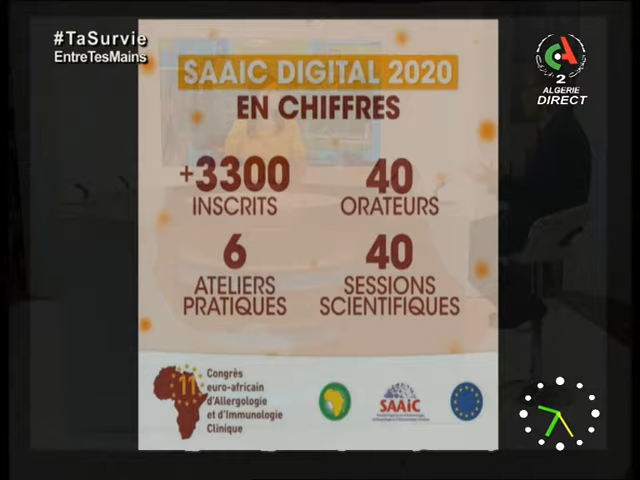 #TaSurvie
EntreTesMains
2
ALGERIE
DIRECT
SAAIC DIGITAL 2020
EN CHIFFRES
+3300
INSCRITS
40
ORATEURS
6
ATELIERS
PRATIQUES
40
SESSIONS
SCIENTIFIQUES
11
Congrès
euro-africain
d'Allergologie
et d'Immunologie
Clinique
SAAIC